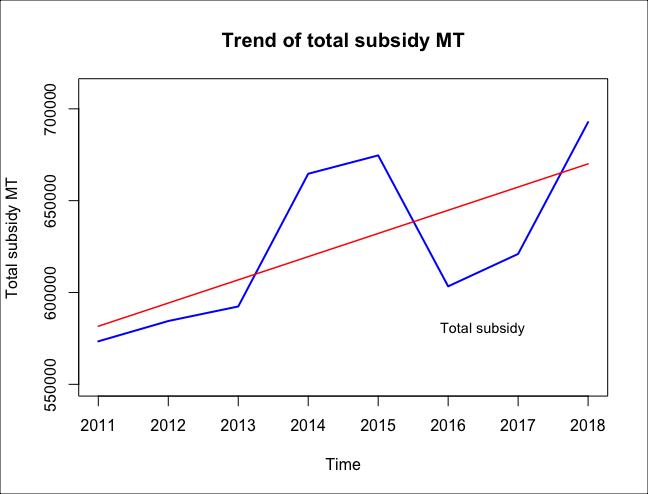 Trend of total subsidy MT
Total subsidy MT
700000
650000
600000
550000
Total subsidy
2011 2012 2013 2014 2015 2016 2017 2018
Time